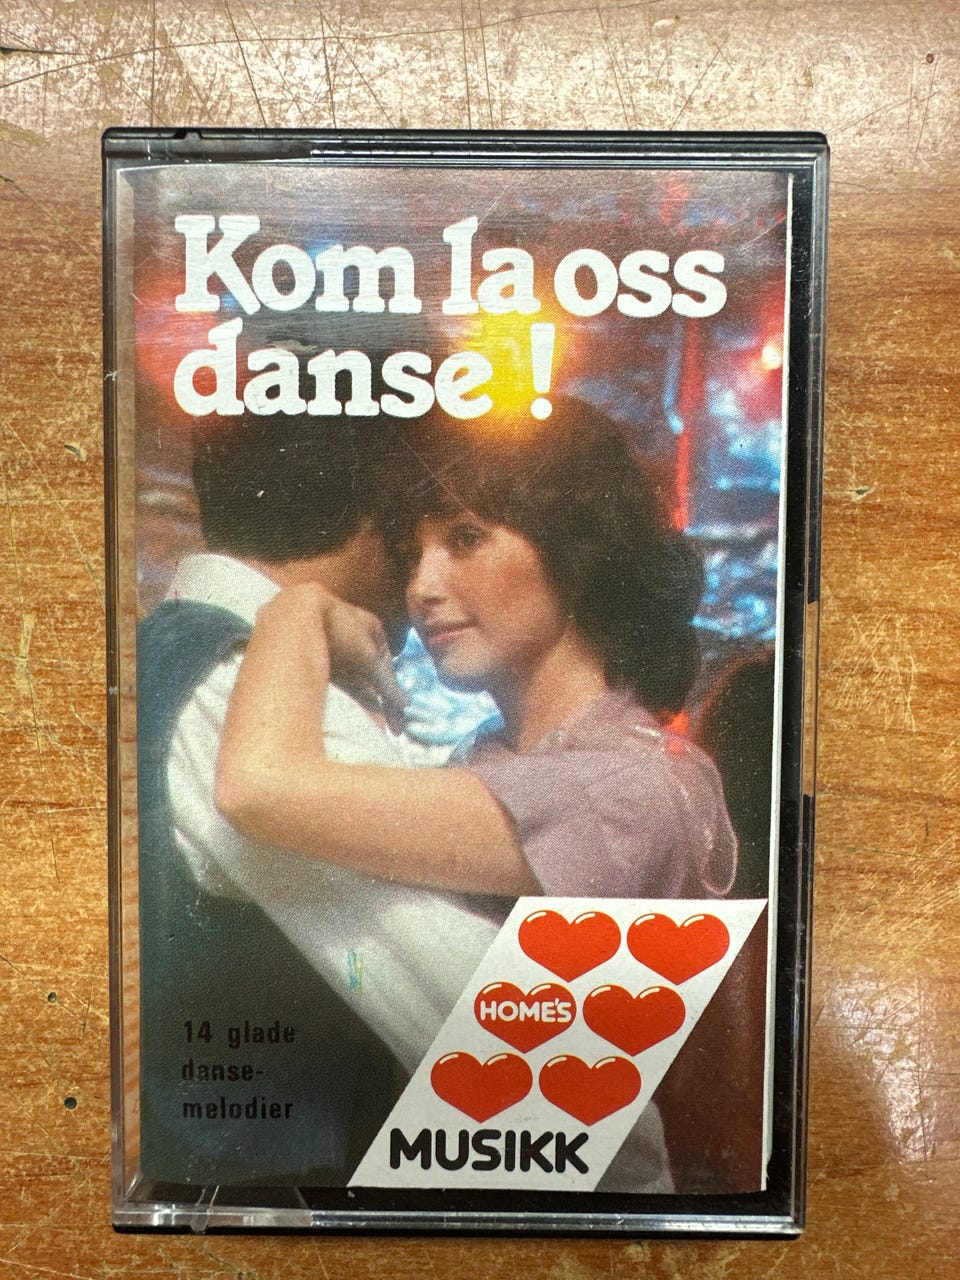 Kom la oss
danse !
14 glade
danse-
melodier
HOME'S
MUSIKK